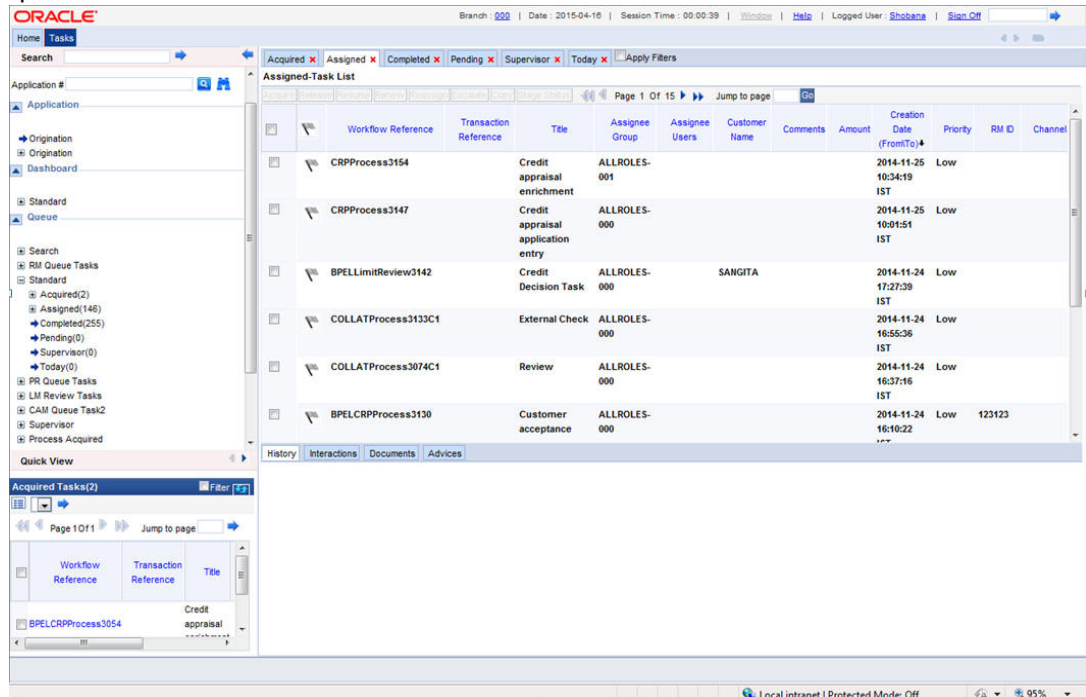 ORACLE
Branch : 000 | Date : 2015-04-16 | Session Time : 00:00:39 | Window | Help | Logged User : Shobana | Sign Off
Home Tasks
Search
Application #
Application
Origination
Origination
Dashboard
Standard
Queue
Search
RM Queue Tasks
Standard
Acquired(2)
Assigned(146)
Completed(255)
Pending(0)
Supervisor(0)
Today(0)
PR Queue Tasks
LM Review Tasks
CAM Queue Task2
Supervisor
Process Acquired
Quick View
Acquired Tasks(2) Filter
Page 1 Of 1 Jump to page
Workflow Reference Transaction Reference Title
BPELCRPProcess3054 Credit appraisal
Acquired Assigned Completed Pending Supervisor Today Apply Filters
Assigned-Task List
Acquire Release Resume Renew Reassign Escalate Copy Stage Status Page 1 Of 15 Jump to page Go
Workflow Reference Transaction Reference Title Assignee Group Assignee Users Customer Name Comments Amount Creation Date (From\To) Priority RM ID Channel
CRPProcess3154 Credit appraisal enrichment ALLROLES-001 2014-11-25 10:34:19 IST Low
CRPProcess3147 Credit appraisal application entry ALLROLES-000 2014-11-25 10:01:51 IST Low
BPELLimitReview3142 Credit Decision Task ALLROLES-000 SANGITA 2014-11-24 17:27:39 IST Low
COLLATProcess3133C1 External Check ALLROLES-000 2014-11-24 16:55:36 IST Low
COLLATProcess3074C1 Review ALLROLES-000 2014-11-24 16:37:16 IST Low
BPELCRPProcess3130 Customer acceptance ALLROLES-000 2014-11-24 16:10:22 Low 123123
History Interactions Documents Advices
Local intranet | Protected Mode: Off 95%